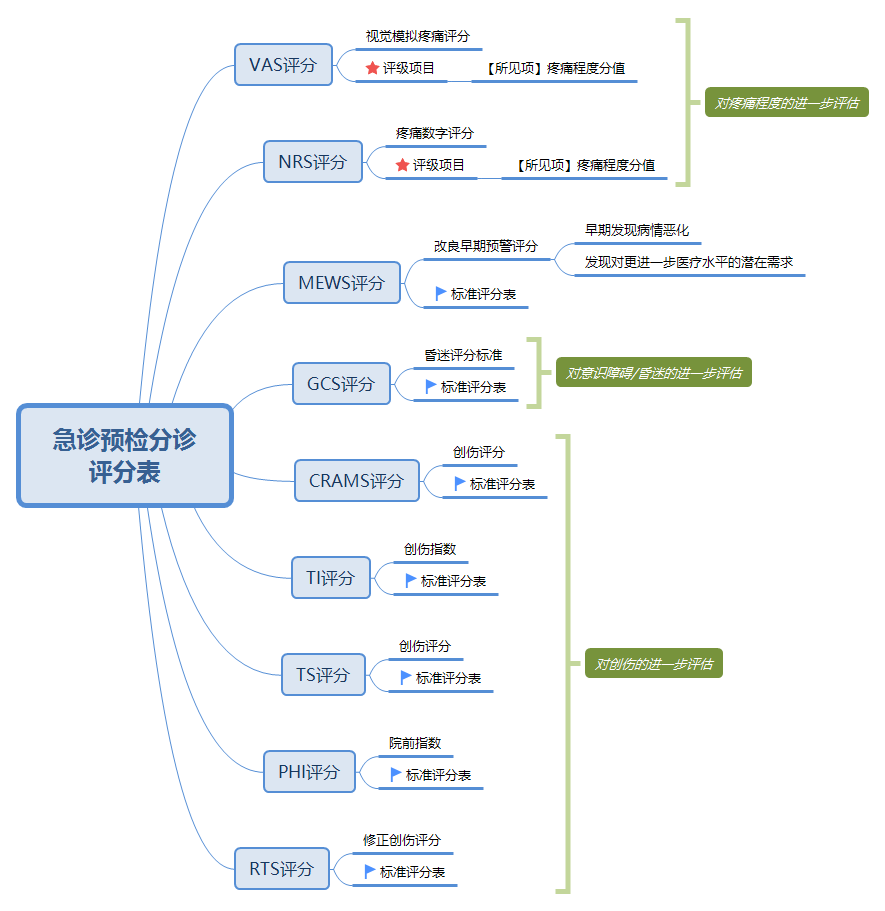 急诊预检分诊
评分表
VAS评分
视觉模拟疼痛评分
评级项目
【所见项】疼痛程度分值
NRS评分
疼痛数字评分
评级项目
【所见项】疼痛程度分值
对疼痛程度的进一步评估
MEWS评分
改良早期预警评分
早期发现病情恶化
发现对更进一步医疗水平的潜在需求
标准评分表
GCS评分
昏迷评分标准
标准评分表
对意识障碍/昏迷的进一步评估
CRAMS评分
创伤评分
标准评分表
TI评分
创伤指数
标准评分表
TS评分
创伤评分
标准评分表
PHI评分
院前指数
标准评分表
RTS评分
修正创伤评分
标准评分表
对创伤的进一步评估